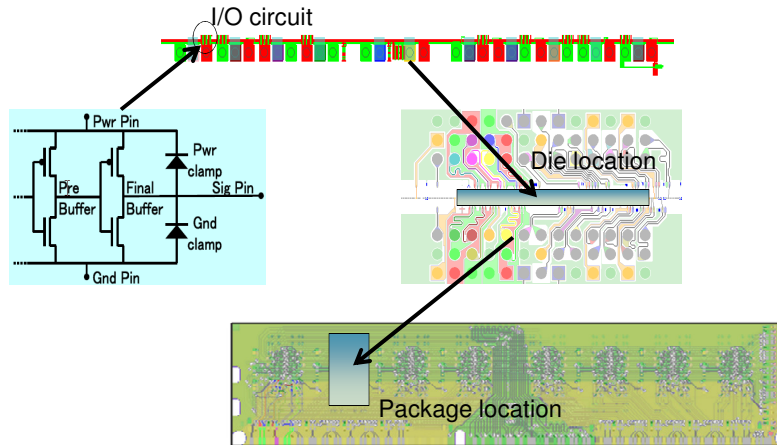 I/O circuit
Pwr Pin
Pwr
clamp
Pre
Buffer
Final
Buffer
Sig Pin
Gnd
clamp
Gnd Pin
Die location
Package location